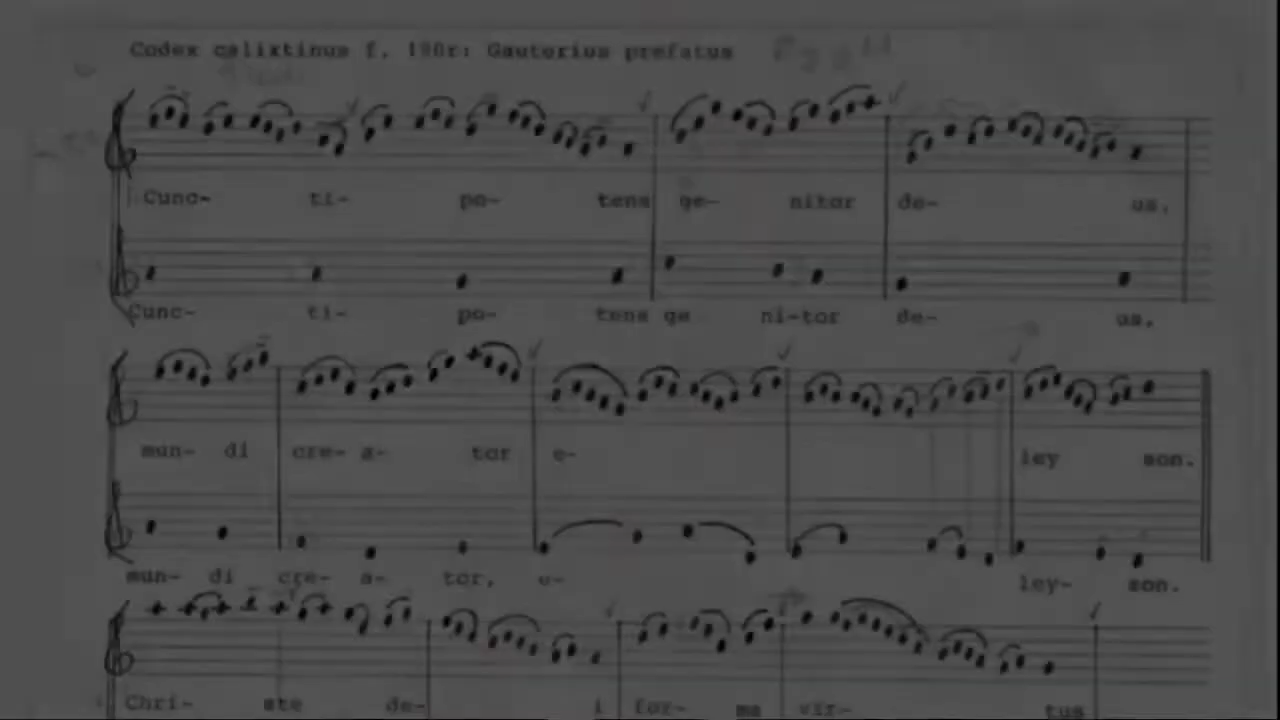 Codex calixtinus f. 190r: Gauterius prefatus
Cunc- ti- po- tens ge- nitor de- us,
Cunc- ti- po- tens ge ni-tor de- us,
mun- di cre- a- tor e- ley son.
mun- di cre- a- tor, e- ley- son.
Chri- ste de- i for- ma vir- tus